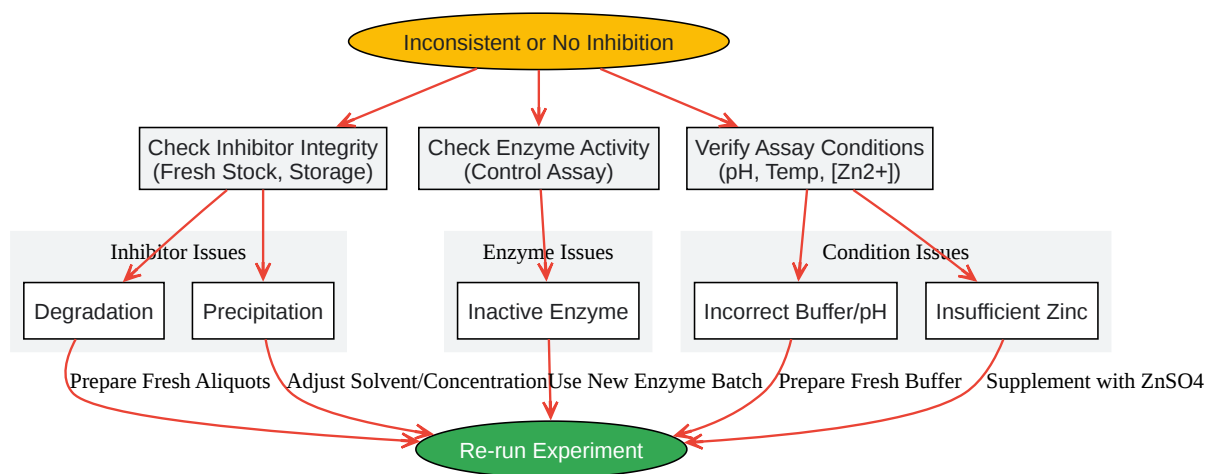 Inconsistent or No Inhibition
Check Inhibitor Integrity
(Fresh Stock, Storage)
Check Enzyme Activity
(Control Assay)
Verify Assay Conditions
(pH, Temp, [Zn2+])
Inhibitor Issues
Enzyme Issues
Condition Issues
Degradation
Precipitation
Inactive Enzyme
Incorrect Buffer/pH
Insufficient Zinc
Prepare Fresh Aliquots
Adjust Solvent/Concentration
Use New Enzyme Batch
Prepare Fresh Buffer
Supplement with ZnSO4
Re-run Experiment